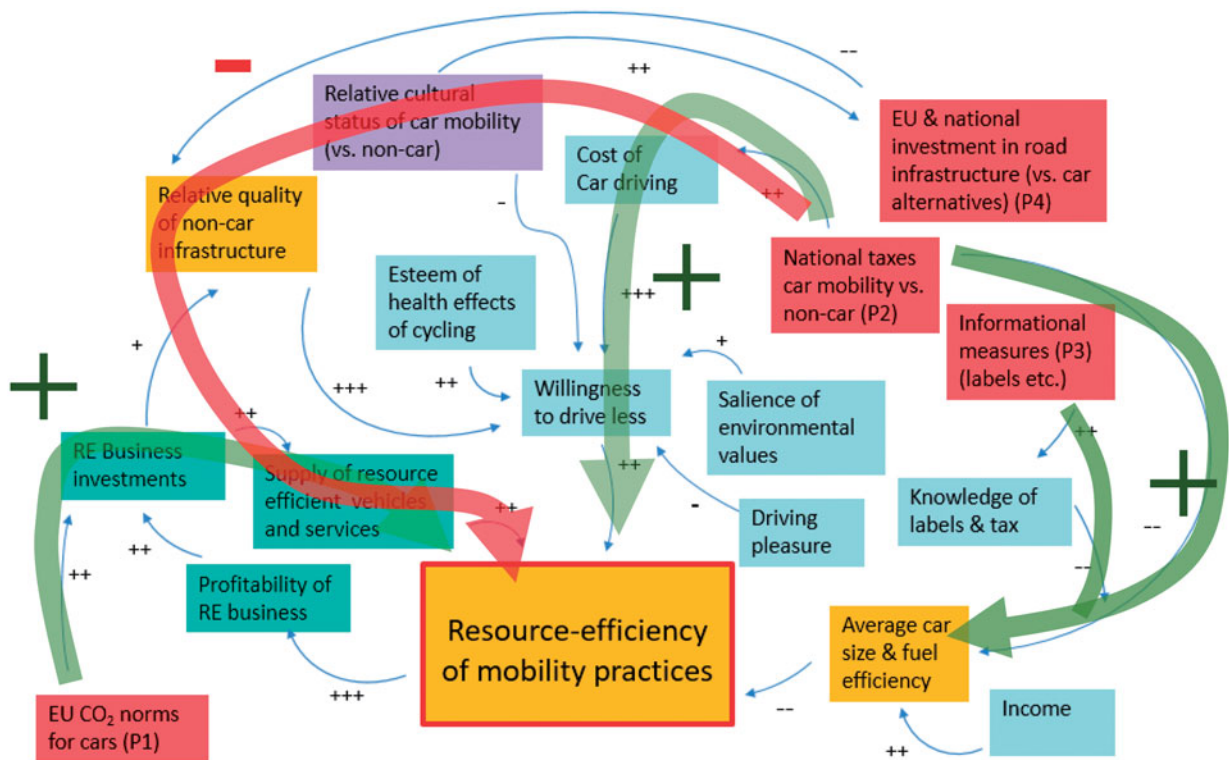 --
++
Relative cultural
status of car mobility
(vs. non-car)
EU & national
investment in road
infrastructure (vs. car
alternatives) (P4)
Cost of
Car driving
++
Relative quality
of non-car
infrastructure
-
National taxes
car mobility vs.
non-car (P2)
Esteem of
health effects
of cycling
+++
Informational
measures (P3)
(labels etc.)
+
+++
++
+
Willingness
to drive less
Salience of
environmental
values
++
++
RE Business
investments
Supply of resource
efficient vehicles
and services
++
++
-
Knowledge of
labels & tax
Driving
pleasure
--
--
++
++
Profitability of
RE business
Resource-efficiency
of mobility practices
Average car
size & fuel
efficiency
+++
--
Income
++
EU CO₂ norms
for cars (P1)